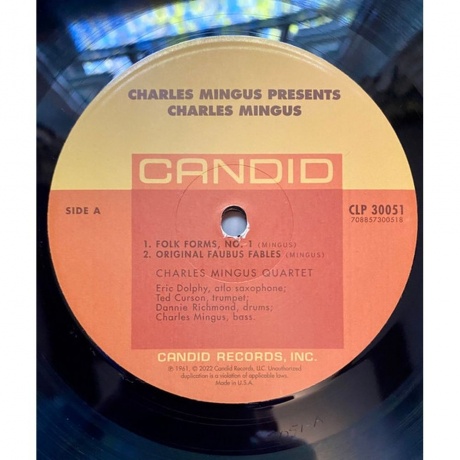 CHARLES MINGUS PRESENTS
CHARLES MINGUS
CANDID
SIDE A
CLP 30051
708857300518
1. FOLK FORMS, NO. 1 (MINGUS)
2. ORIGINAL FAUBUS FABLES (MINGUS)
CHARLES MINGUS QUARTET
Eric Dolphy, alto saxophone;
Ted Curson, trumpet;
Dannie Richmond, drums;
Charles Mingus, bass.
CANDID RECORDS, INC.
℗ 1961, © 2022 Candid Records, LLC. Unauthorized
duplication is a violation of applicable laws.
Made in U.S.A.